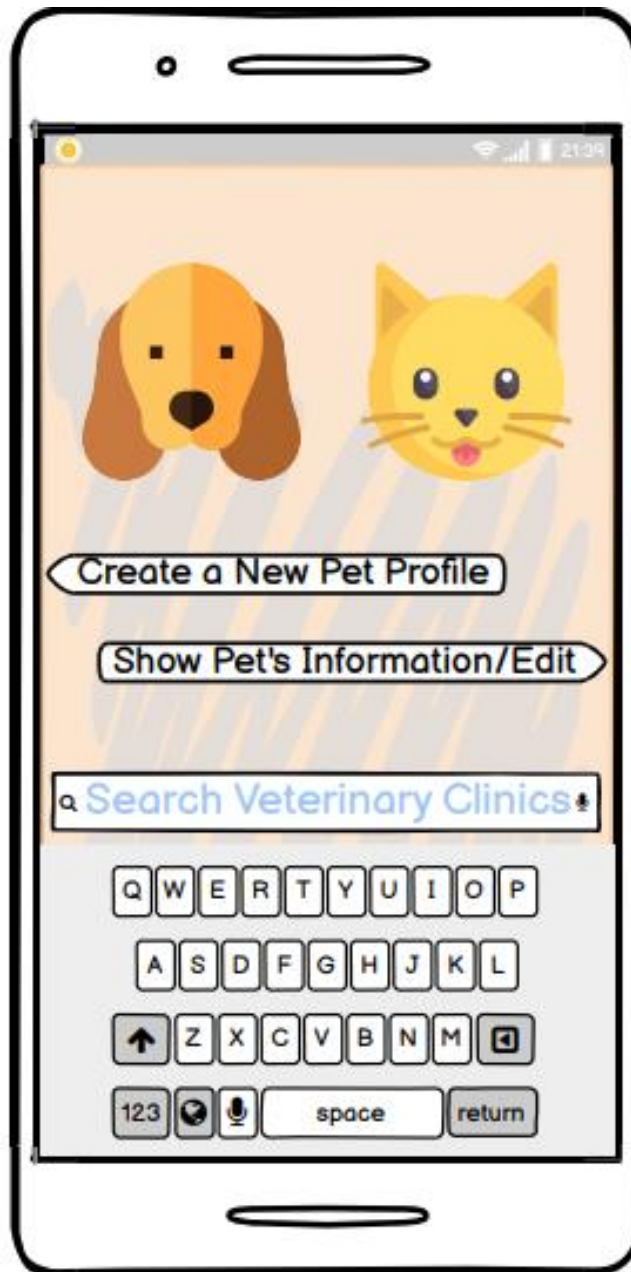 21:39
Create a New Pet Profile
Show Pet's Information/Edit
Search Veterinary Clinics
Q W E R T Y U I O P
A S D F G H J K L
Z X C V B N M
123 space return